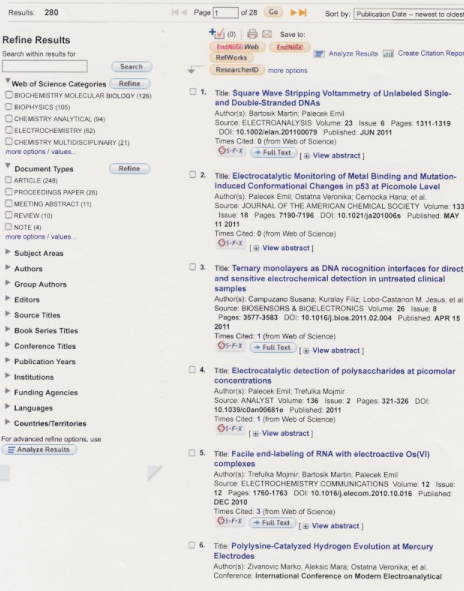 Results: 280
Page 1 of 28 Go
Sort by: Publication Date -- newest to oldest
Refine Results
Search within results for
Search
Web of Science Categories Refine
BIOCHEMISTRY MOLECULAR BIOLOGY (126)
BIOPHYSICS (105)
CHEMISTRY ANALYTICAL (94)
ELECTROCHEMISTRY (62)
CHEMISTRY MULTIDISCIPLINARY (21)
more options / values...
Document Types Refine
ARTICLE (248)
PROCEEDINGS PAPER (26)
MEETING ABSTRACT (11)
REVIEW (10)
NOTE (4)
more options / values...
Subject Areas
Authors
Group Authors
Editors
Source Titles
Book Series Titles
Conference Titles
Publication Years
Institutions
Funding Agencies
Languages
Countries/Territories
For advanced refine options, use
Analyze Results
(0) Save to:
EndNote Web EndNote
RefWorks
ResearcherID more options
Analyze Results Create Citation Repor
1. Title: Square Wave Stripping Voltammetry of Unlabeled Single-
and Double-Stranded DNAs
Author(s): Bartosik Martin; Palecek Emil
Source: ELECTROANALYSIS Volume: 23 Issue: 6 Pages: 1311-1319
DOI: 10.1002/elan.201100079 Published: JUN 2011
Times Cited: 0 (from Web of Science)
S-F-X Full Text [ View abstract ]
2. Title: Electrocatalytic Monitoring of Metal Binding and Mutation-
Induced Conformational Changes in p53 at Picomole Level
Author(s): Palecek Emil; Ostatna Veronika; Cernocka Hana; et al.
Source: JOURNAL OF THE AMERICAN CHEMICAL SOCIETY Volume: 133
Issue: 18 Pages: 7190-7196 DOI: 10.1021/ja201006s Published: MAY
11 2011
Times Cited: 0 (from Web of Science)
S-F-X [ View abstract ]
3. Title: Ternary monolayers as DNA recognition interfaces for direct
and sensitive electrochemical detection in untreated clinical
samples
Author(s): Campuzano Susana; Kuralay Filiz; Lobo-Castanon M. Jesus; et al.
Source: BIOSENSORS & BIOELECTRONICS Volume: 26 Issue: 8
Pages: 3577-3583 DOI: 10.1016/j.bios.2011.02.004 Published: APR 15
2011
Times Cited: 1 (from Web of Science)
S-F-X Full Text [ View abstract ]
4. Title: Electrocatalytic detection of polysaccharides at picomolar
concentrations
Author(s): Palecek Emil; Trefulka Mojmir
Source: ANALYST Volume: 136 Issue: 2 Pages: 321-326 DOI:
10.1039/c0an00681e Published: 2011
Times Cited: 1 (from Web of Science)
S-F-X [ View abstract ]
5. Title: Facile end-labeling of RNA with electroactive Os(VI)
complexes
Author(s): Trefulka Mojmir; Bartosik Martin; Palecek Emil
Source: ELECTROCHEMISTRY COMMUNICATIONS Volume: 12 Issue:
12 Pages: 1760-1763 DOI: 10.1016/j.elecom.2010.10.016 Published:
DEC 2010
Times Cited: 3 (from Web of Science)
S-F-X Full Text [ View abstract ]
6. Title: Polylysine-Catalyzed Hydrogen Evolution at Mercury
Electrodes
Author(s): Zivanovic Marko; Aleksic Mara; Ostatna Veronika; et al.
Conference: International Conference on Modern Electroanalytical